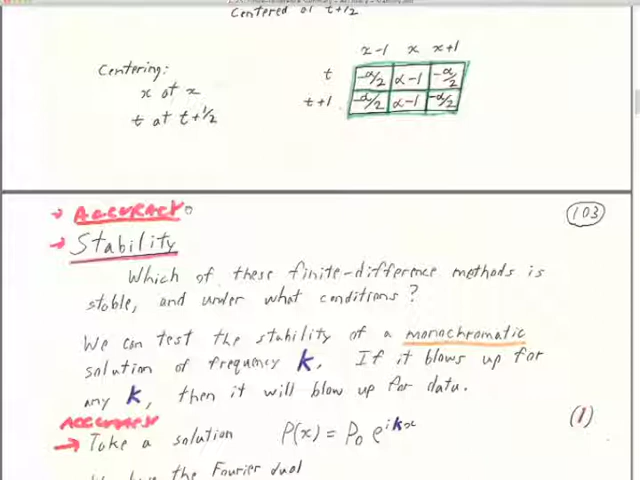 Centered at t+1/2
x-1 x x+1
Centering:
t -α/2 α-1 -α/2
x at x
t+1 -α/2 α-1 -α/2
t at t+1/2
→ ACCURACY
103
→ Stability
Which of these finite-difference methods is
stable, and under what conditions?
We can test the stability of a monochromatic
solution of frequency k. If it blows up for
any k, then it will blow up for data.
ACCURACY
(1)
→ Take a solution P(x) = P₀ e^{ikx}
the Fourier dual